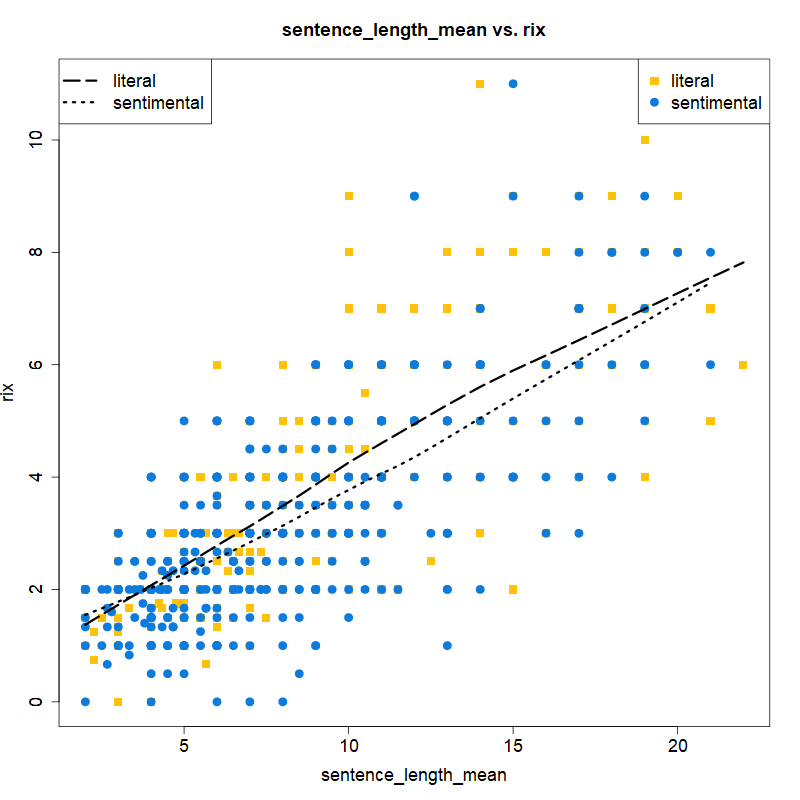 sentence_length_mean vs. rix
literal
sentimental
literal
sentimental
10
8
6
4
2
0
rix
5 10 15 20
sentence_length_mean